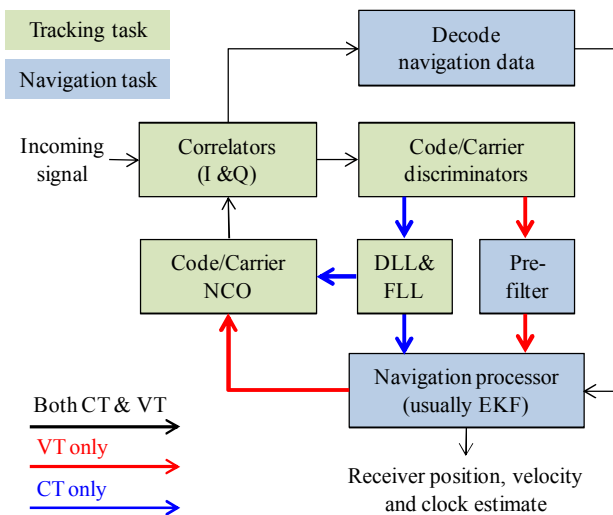 Tracking task
Navigation task
Decode
navigation data
Incoming
signal
Correlators
(I &Q)
Code/Carrier
discriminators
Code/Carrier
NCO
DLL&
FLL
Pre-
filter
Navigation processor
(usually EKF)
Both CT & VT
VT only
CT only
Receiver position, velocity
and clock estimate